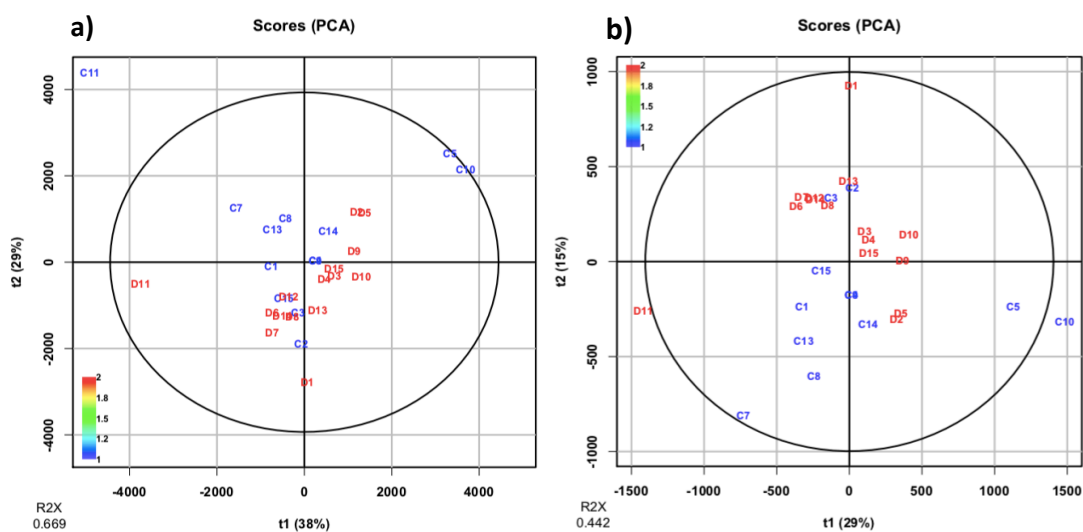 a)
Scores (PCA)
C11
C5
C10
C7
C8
C13
C14
D2
D5
D9
C1
D15
D3
D4
D10
D11
D12
C15
C3
D6
D13
D7
C2
D1
2
1.8
1.5
1.2
1
4000
2000
0
-2000
-4000
t2 (29%)
-4000
-2000
0
2000
4000
R2X
0.669
t1 (38%)
b)
Scores (PCA)
2
1.8
1.5
1.2
1
D1
D13
C2
D7
D12
C3
D6
D8
D3
D4
D10
D15
D9
C15
C1
C5
D11
C14
D5
D2
C10
C13
C8
C7
1000
500
0
-500
-1000
t2 (15%)
-1500
-1000
-500
0
500
1000
1500
R2X
0.442
t1 (29%)